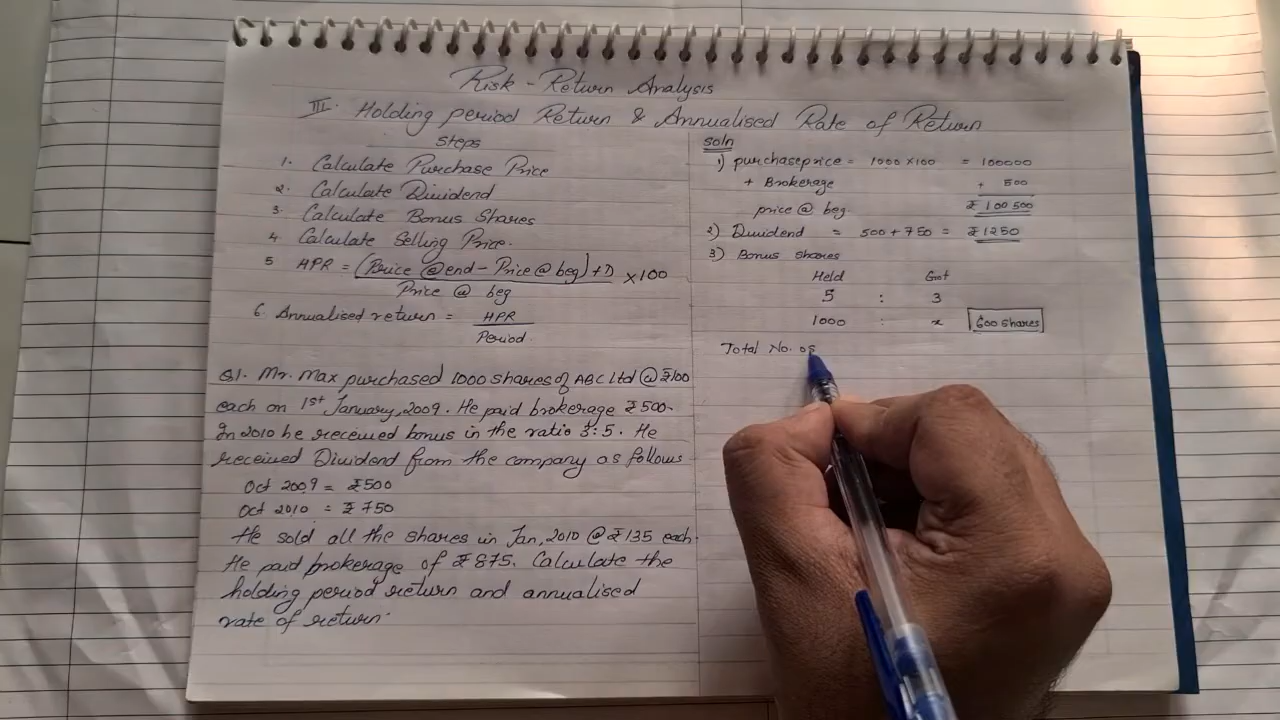 Risk - Return Analysis
III. Holding period Return & Annualised Rate of Return
Steps
1. Calculate Purchase Price
2. Calculate Dividend
3. Calculate Bonus Shares
4. Calculate Selling Price.
5 HPR = (Price @ end - Price @ beg) + D × 100
Price @ beg
6. Annualised return = HPR
Period.
Q1. Mr. Max purchased 1000 shares of ABC Ltd @ ₹100
each on 1st January, 2009. He paid brokerage ₹500.
In 2010 he received bonus in the ratio 3:5. He
received Dividend from the company as follows
Oct 2009 = ₹500
Oct 2010 = ₹750
He sold all the shares in Jan, 2010 @ ₹135 each.
He paid brokerage of ₹875. Calculate the
holding period return and annualised
rate of return.
Soln
1) purchase price = 1000 × 100 = 100000
+ Brokerage + 500
price @ beg. ₹ 100 500
2) Dividend = 500 + 750 = ₹ 1250
3) Bonus shares
Held Got
5 : 3
1000 : x 600 shares
Total No. of